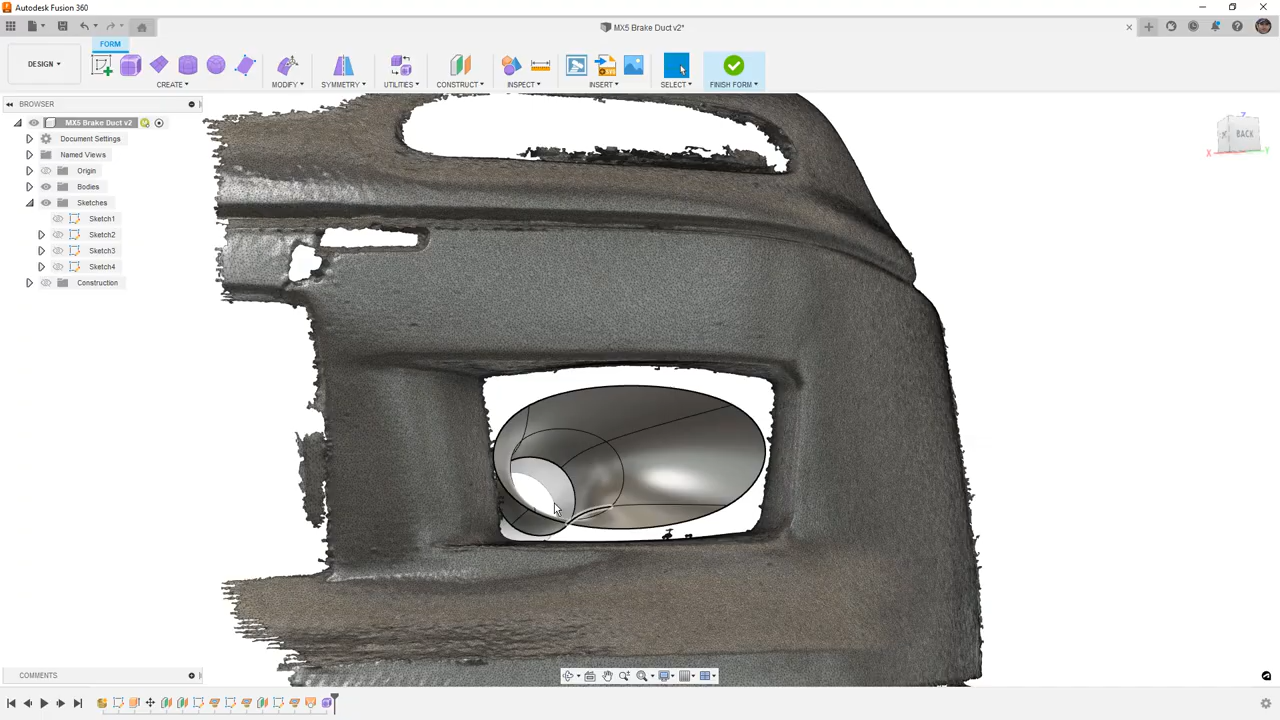 Autodesk Fusion 360
MX5 Brake Duct v2*
DESIGN
FORM
CREATE
MODIFY
SYMMETRY
UTILITIES
CONSTRUCT
INSPECT
INSERT
SELECT
FINISH FORM
BROWSER
MX5 Brake Duct v2
Document Settings
Named Views
Origin
Bodies
Sketches
Sketch1
Sketch2
Sketch3
Sketch4
Construction
BACK
X
Y
Z
COMMENTS